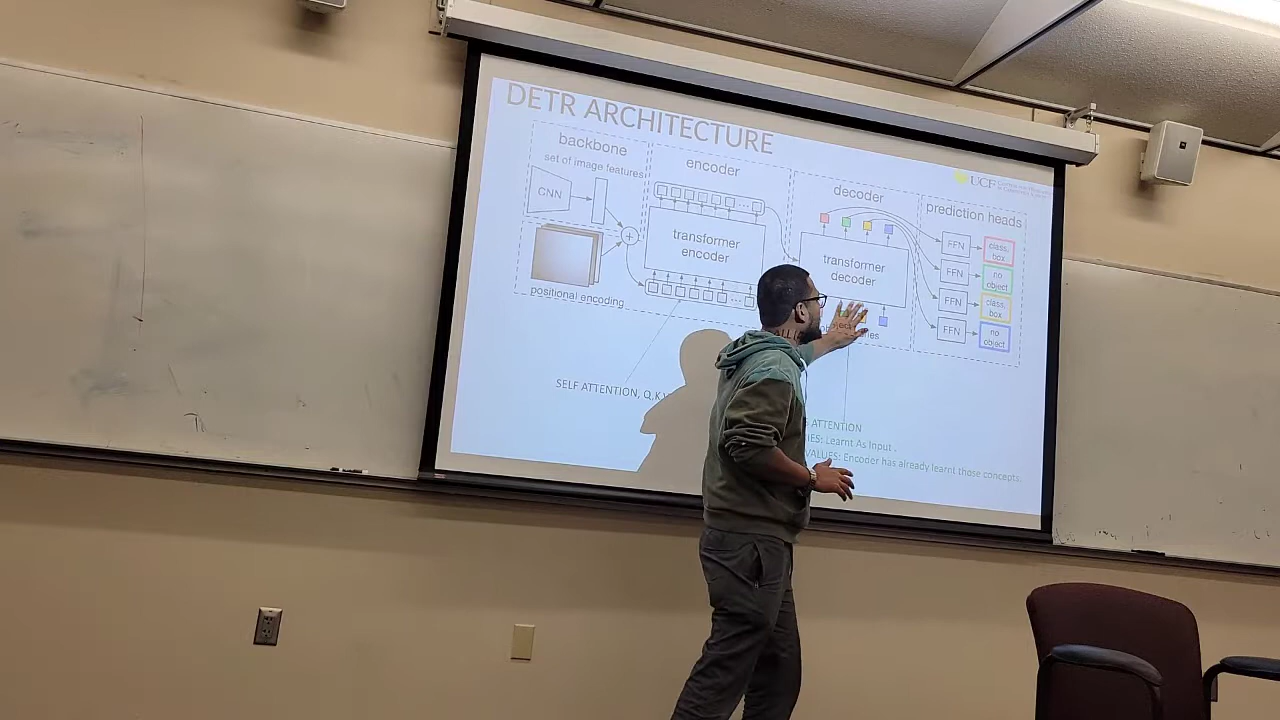 DETR ARCHITECTURE
UCF
backbone
set of image features
CNN
positional encoding
encoder
transformer
encoder
decoder
transformer
decoder
prediction heads
FFN
class,
box
FFN
no
object
FFN
class,
box
FFN
no
object
SELF ATTENTION, Q,K
ATTENTION
: Learnt As Input .
VALUES: Encoder has already learnt those concepts.